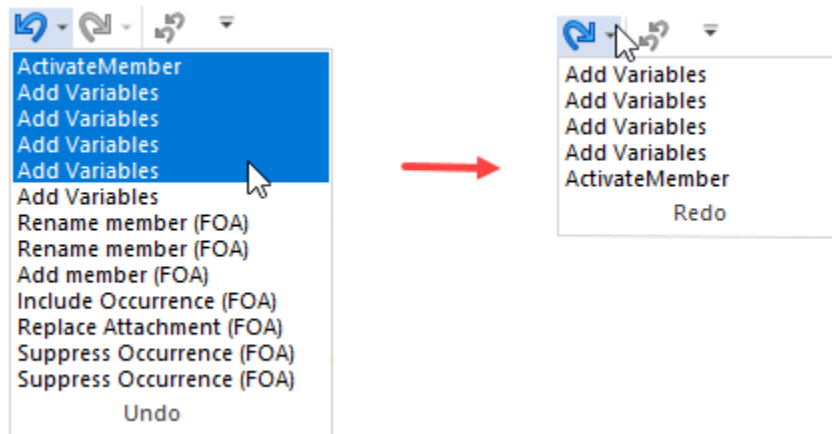 ActivateMember
Add Variables
Add Variables
Add Variables
Add Variables
Add Variables
Rename member (FOA)
Rename member (FOA)
Add member (FOA)
Include Occurrence (FOA)
Replace Attachment (FOA)
Suppress Occurrence (FOA)
Suppress Occurrence (FOA)
Undo
Add Variables
Add Variables
Add Variables
Add Variables
ActivateMember
Redo